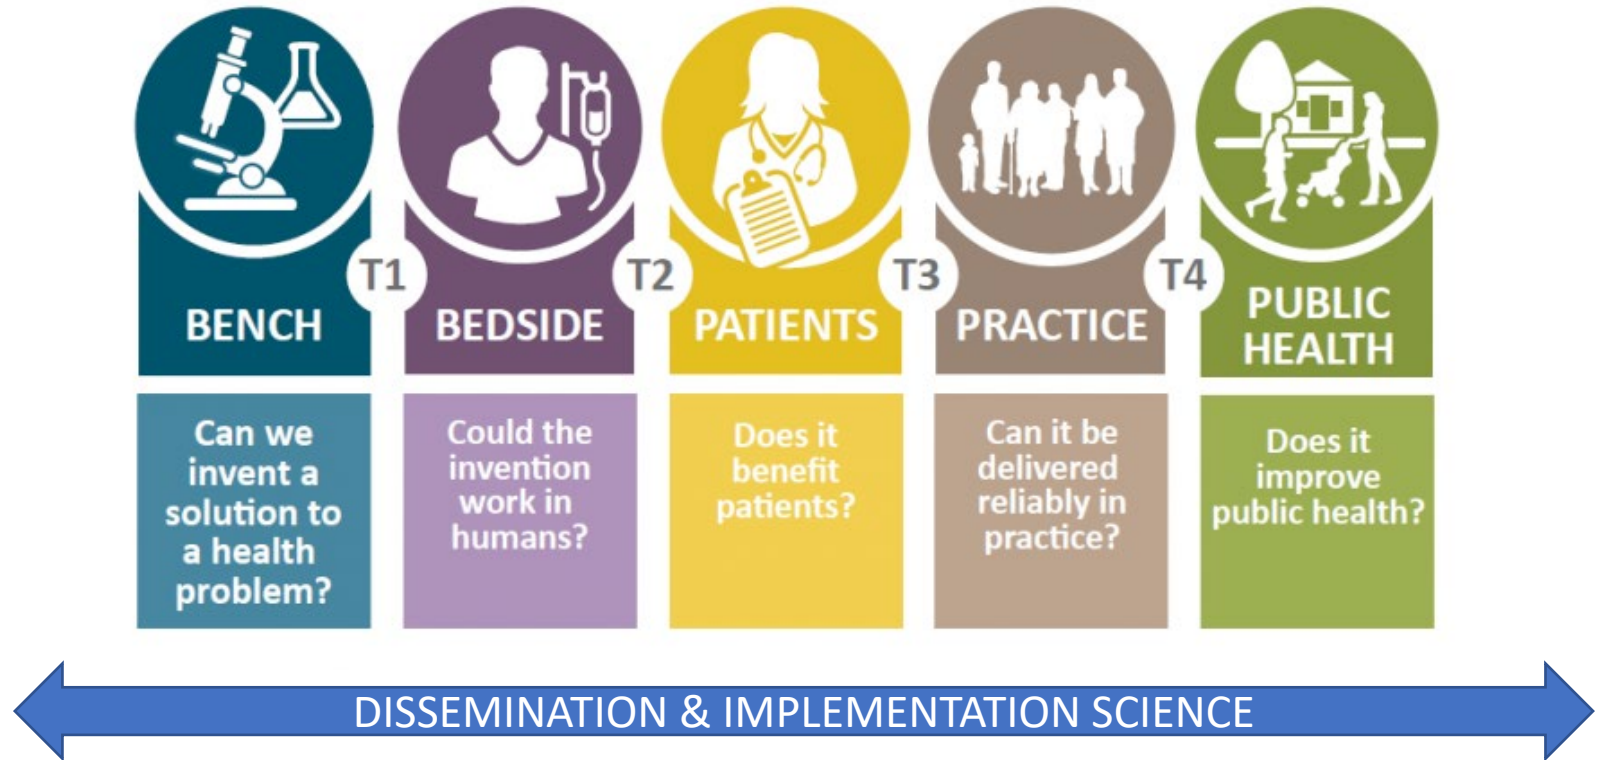 T1
T2
T3
T4
BENCH
BEDSIDE
PATIENTS
PRACTICE
PUBLIC
HEALTH
Can we
invent a
solution to
a health
problem?
Could the
invention
work in
humans?
Does it
benefit
patients?
Can it be
delivered
reliably in
practice?
Does it
improve
public health?
DISSEMINATION & IMPLEMENTATION SCIENCE